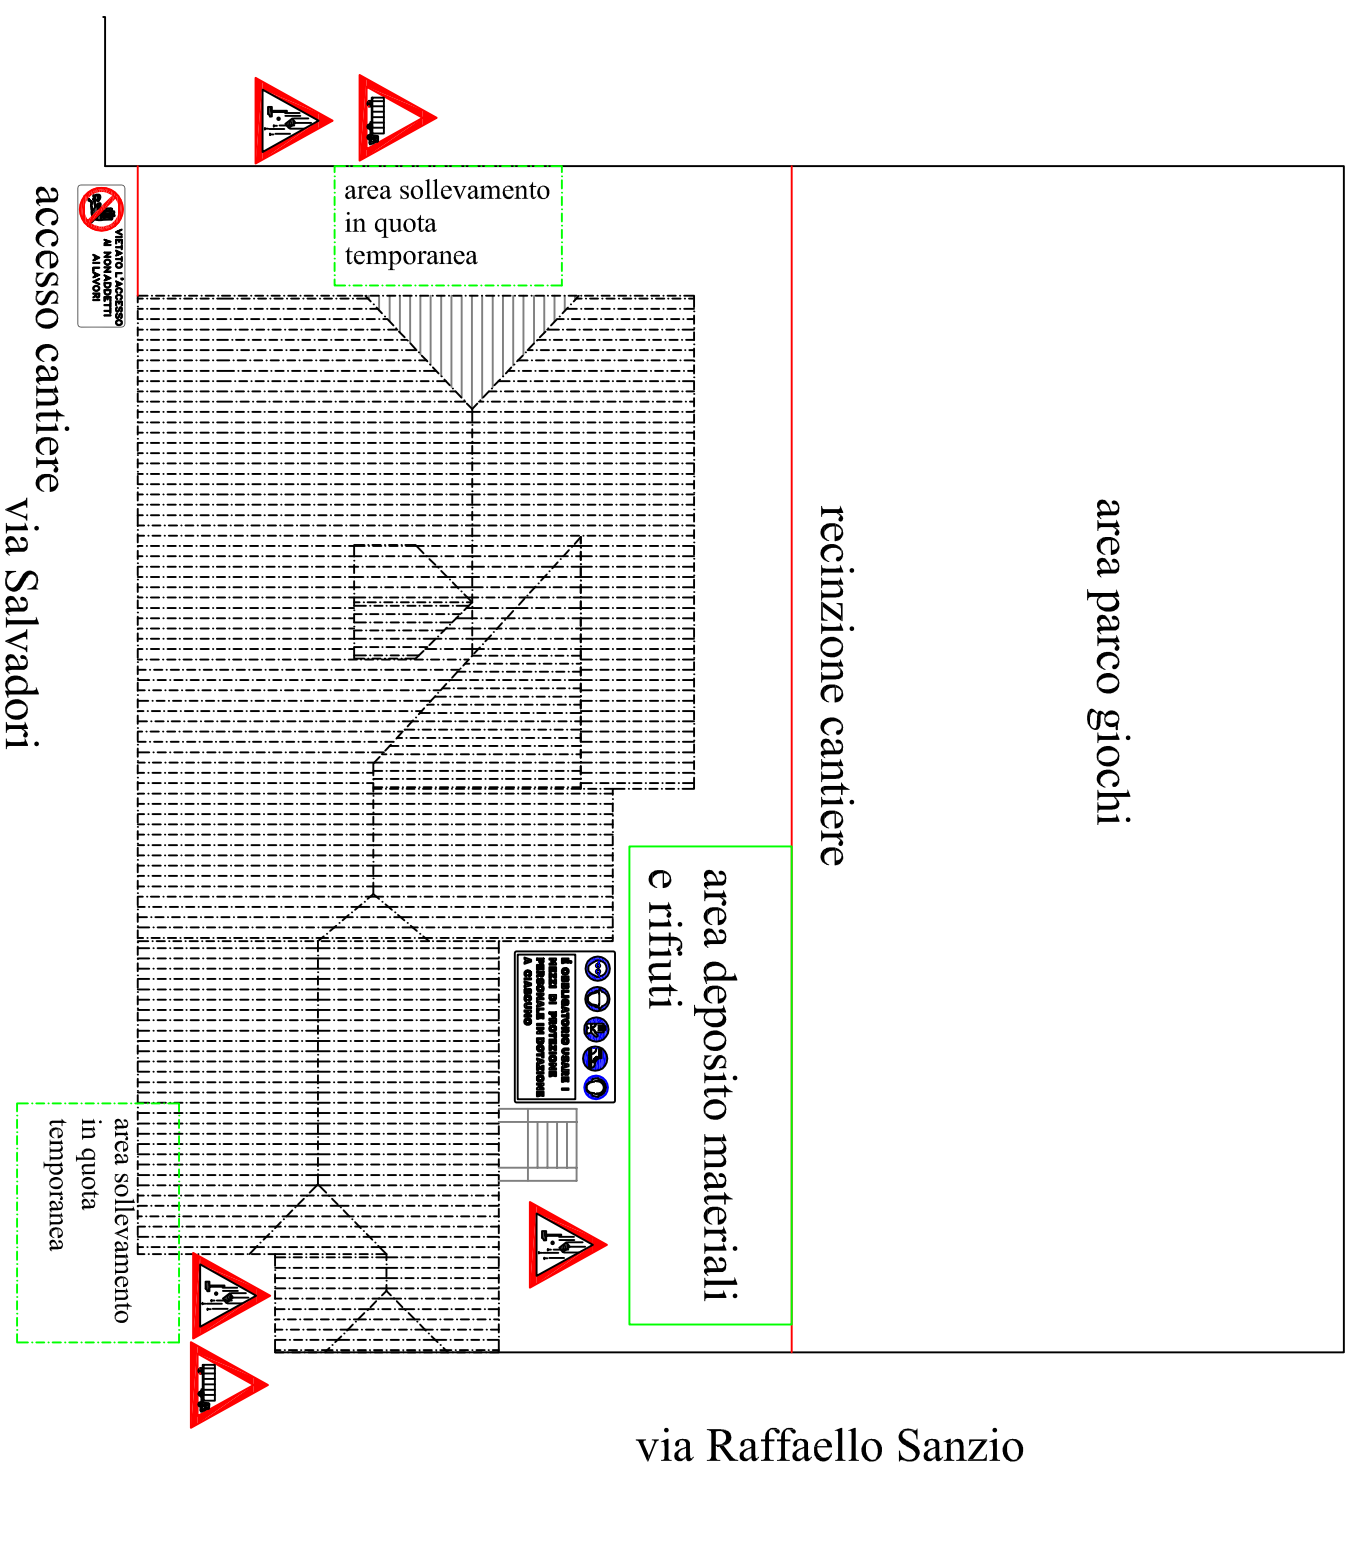 area sollevamento
in quota
temporanea
accesso cantiere
via Salvadori
VIETATO L'ACCESSO
AI NON ADDETTI
AI LAVORI
area parco giochi
recinzione cantiere
area deposito materiali
e rifiuti
É OBBLIGATORIO USARE I
MEZZI DI PROTEZIONE
PERSONALE IN DOTAZIONE
A CIASCUNO
area sollevamento
in quota
temporanea
via Raffaello Sanzio